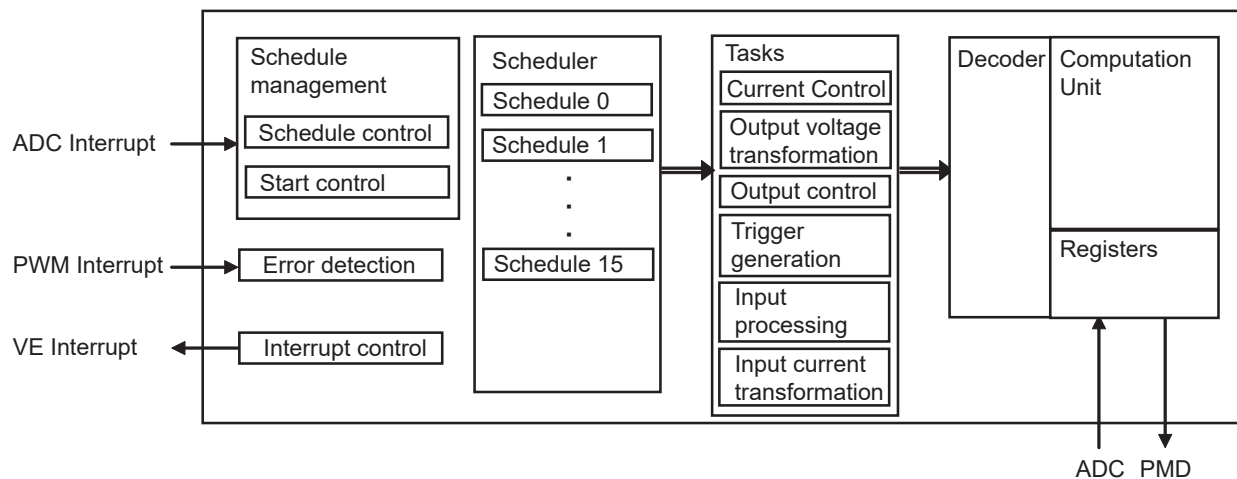 ADC Interrupt
PWM Interrupt
VE Interrupt
Schedule
management
Schedule control
Start control
Error detection
Interrupt control
Scheduler
Schedule 0
Schedule 1
.
.
.
Schedule 15
Tasks
Current Control
Output voltage
transformation
Output control
Trigger
generation
Input
processing
Input current
transformation
Decoder
Computation
Unit
Registers
ADC
PMD